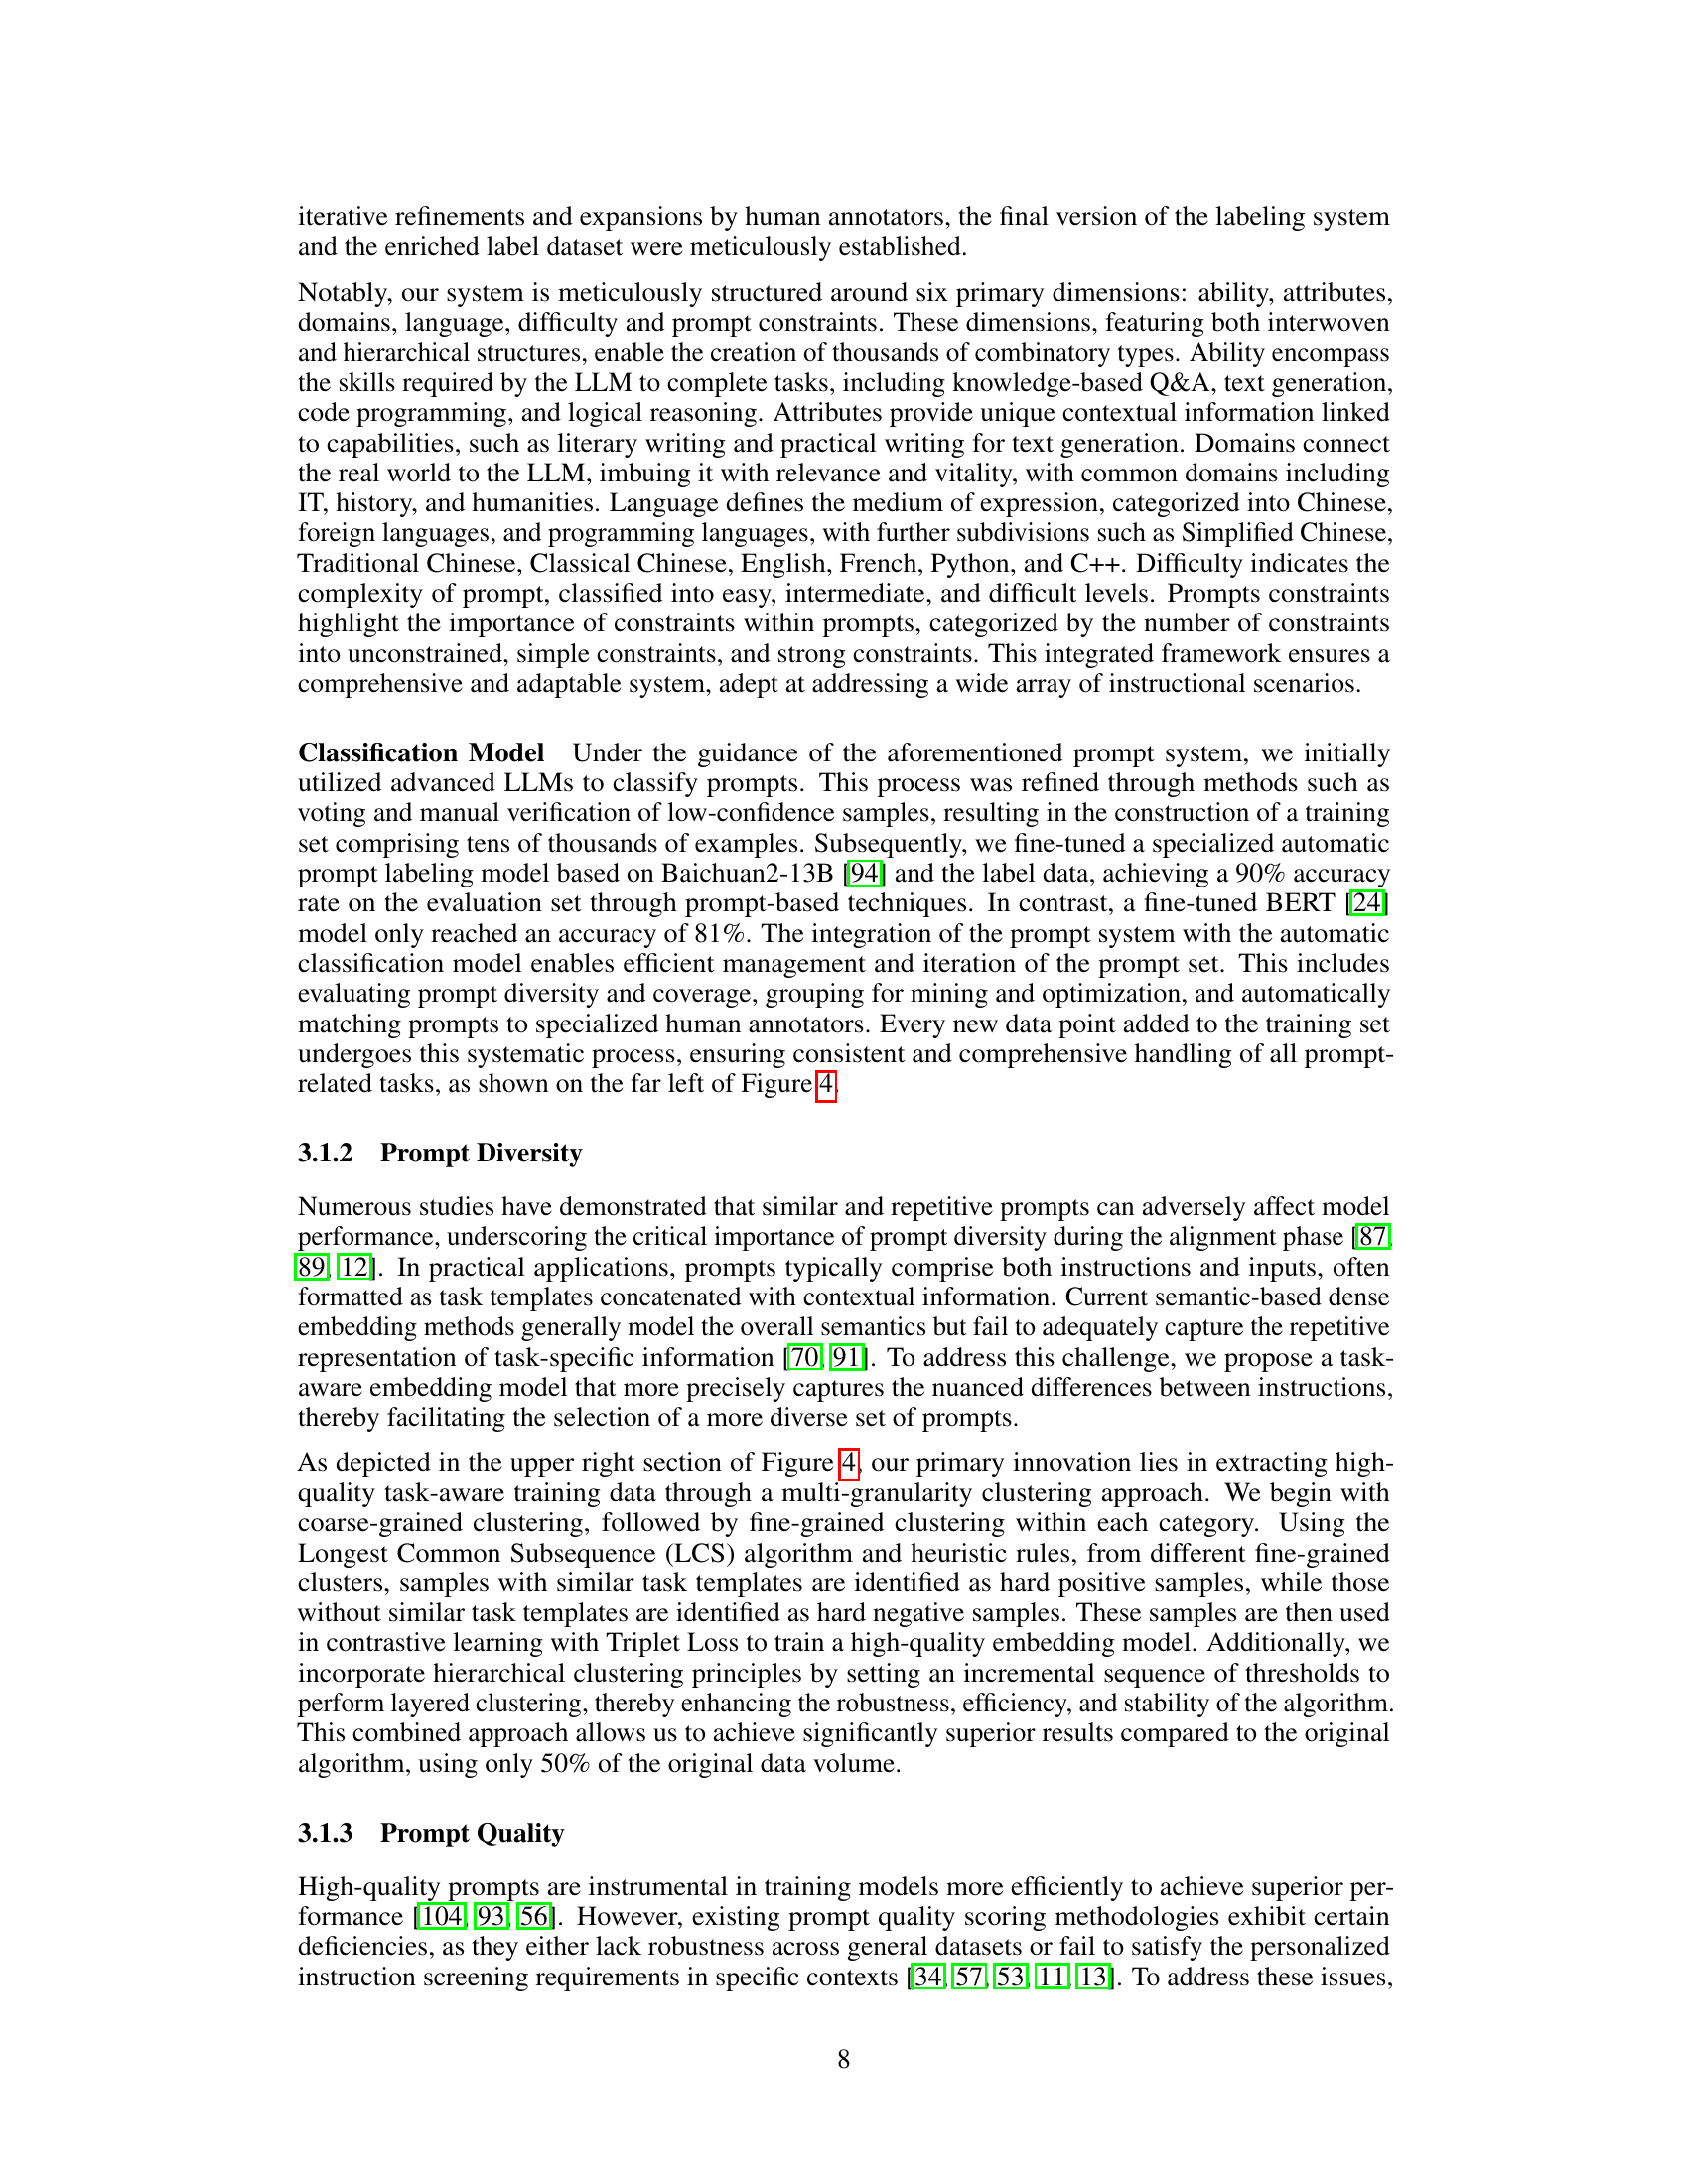 iterative refinements and expansions by human annotators, the final version of the labeling system
and the enriched label dataset were meticulously established.
Notably, our system is meticulously structured around six primary dimensions: ability, attributes,
domains, language, difficulty and prompt constraints. These dimensions, featuring both interwoven
and hierarchical structures, enable the creation of thousands of combinatory types. Ability encompass
the skills required by the LLM to complete tasks, including knowledge-based Q&A, text generation,
code programming, and logical reasoning. Attributes provide unique contextual information linked
to capabilities, such as literary writing and practical writing for text generation. Domains connect
the real world to the LLM, imbuing it with relevance and vitality, with common domains including
IT, history, and humanities. Language defines the medium of expression, categorized into Chinese,
foreign languages, and programming languages, with further subdivisions such as Simplified Chinese,
Traditional Chinese, Classical Chinese, English, French, Python, and C++. Difficulty indicates the
complexity of prompt, classified into easy, intermediate, and difficult levels. Prompts constraints
highlight the importance of constraints within prompts, categorized by the number of constraints
into unconstrained, simple constraints, and strong constraints. This integrated framework ensures a
comprehensive and adaptable system, adept at addressing a wide array of instructional scenarios.
Classification Model Under the guidance of the aforementioned prompt system, we initially
utilized advanced LLMs to classify prompts. This process was refined through methods such as
voting and manual verification of low-confidence samples, resulting in the construction of a training
set comprising tens of thousands of examples. Subsequently, we fine-tuned a specialized automatic
prompt labeling model based on Baichuan2-13B [94] and the label data, achieving a 90% accuracy
rate on the evaluation set through prompt-based techniques. In contrast, a fine-tuned BERT [24]
model only reached an accuracy of 81%. The integration of the prompt system with the automatic
classification model enables efficient management and iteration of the prompt set. This includes
evaluating prompt diversity and coverage, grouping for mining and optimization, and automatically
matching prompts to specialized human annotators. Every new data point added to the training set
undergoes this systematic process, ensuring consistent and comprehensive handling of all prompt-
related tasks, as shown on the far left of Figure 4.
3.1.2 Prompt Diversity
Numerous studies have demonstrated that similar and repetitive prompts can adversely affect model
performance, underscoring the critical importance of prompt diversity during the alignment phase [87,
89, 12]. In practical applications, prompts typically comprise both instructions and inputs, often
formatted as task templates concatenated with contextual information. Current semantic-based dense
embedding methods generally model the overall semantics but fail to adequately capture the repetitive
representation of task-specific information [70, 91]. To address this challenge, we propose a task-
aware embedding model that more precisely captures the nuanced differences between instructions,
thereby facilitating the selection of a more diverse set of prompts.
As depicted in the upper right section of Figure 4, our primary innovation lies in extracting high-
quality task-aware training data through a multi-granularity clustering approach. We begin with
coarse-grained clustering, followed by fine-grained clustering within each category. Using the
Longest Common Subsequence (LCS) algorithm and heuristic rules, from different fine-grained
clusters, samples with similar task templates are identified as hard positive samples, while those
without similar task templates are identified as hard negative samples. These samples are then used
in contrastive learning with Triplet Loss to train a high-quality embedding model. Additionally, we
incorporate hierarchical clustering principles by setting an incremental sequence of thresholds to
perform layered clustering, thereby enhancing the robustness, efficiency, and stability of the algorithm.
This combined approach allows us to achieve significantly superior results compared to the original
algorithm, using only 50% of the original data volume.
3.1.3 Prompt Quality
High-quality prompts are instrumental in training models more efficiently to achieve superior per-
formance [104, 93, 56]. However, existing prompt quality scoring methodologies exhibit certain
deficiencies, as they either lack robustness across general datasets or fail to satisfy the personalized
instruction screening requirements in specific contexts [34, 57, 53, 11, 13]. To address these issues,
8